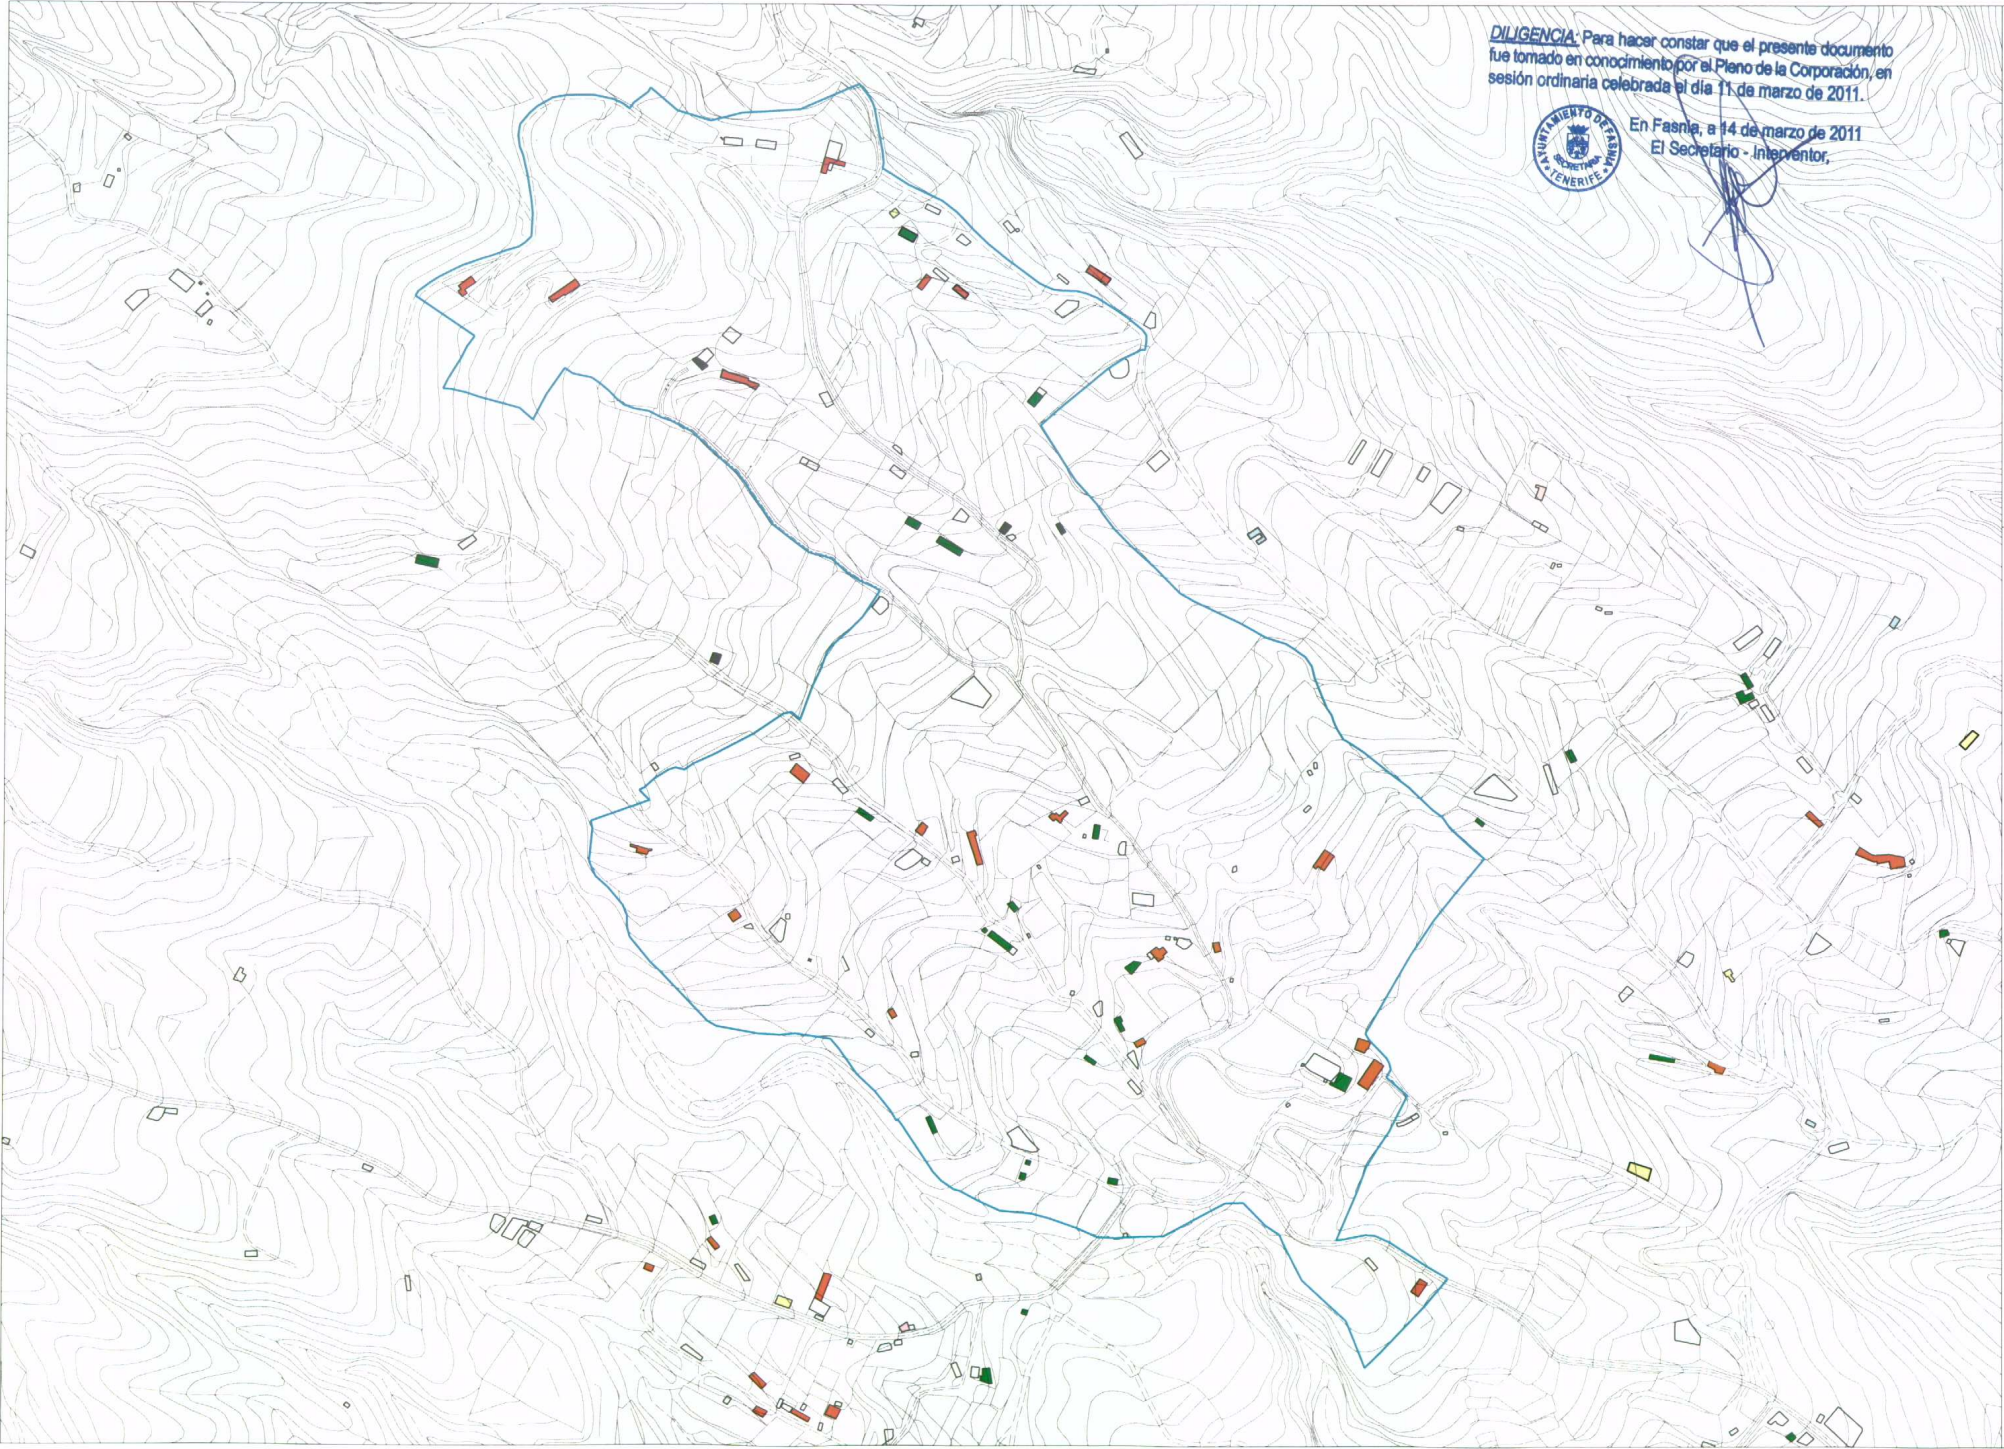 DILIGENCIA: Para hacer constar que el presente documento
fue tomado en conocimiento por el Pleno de la Corporación, en
sesión ordinaria celebrada el día 11 de marzo de 2011.
En Fasnia, a 14 de marzo de 2011
El Secretario - Interventor,
AYUNTAMIENTO DE FASNIA
SECRETARIA
TENERIFE